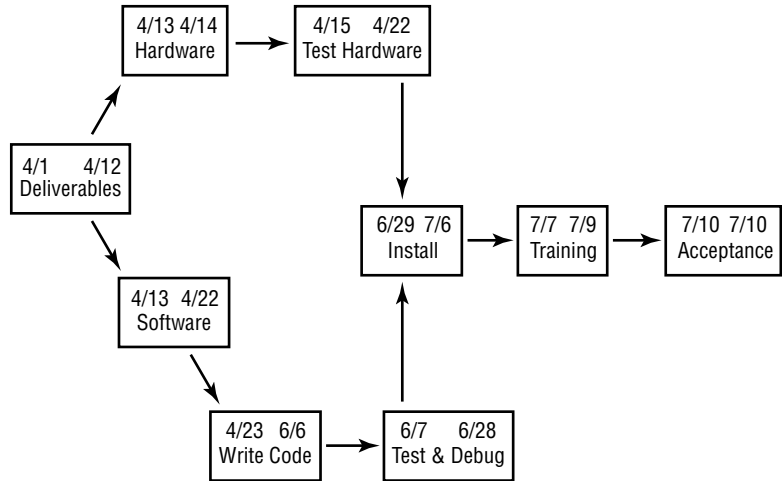 4/13 4/14
Hardware
4/15 4/22
Test Hardware
4/1 4/12
Deliverables
6/29 7/6
Install
7/7 7/9
Training
7/10 7/10
Acceptance
4/13 4/22
Software
4/23 6/6
Write Code
6/7 6/28
Test & Debug